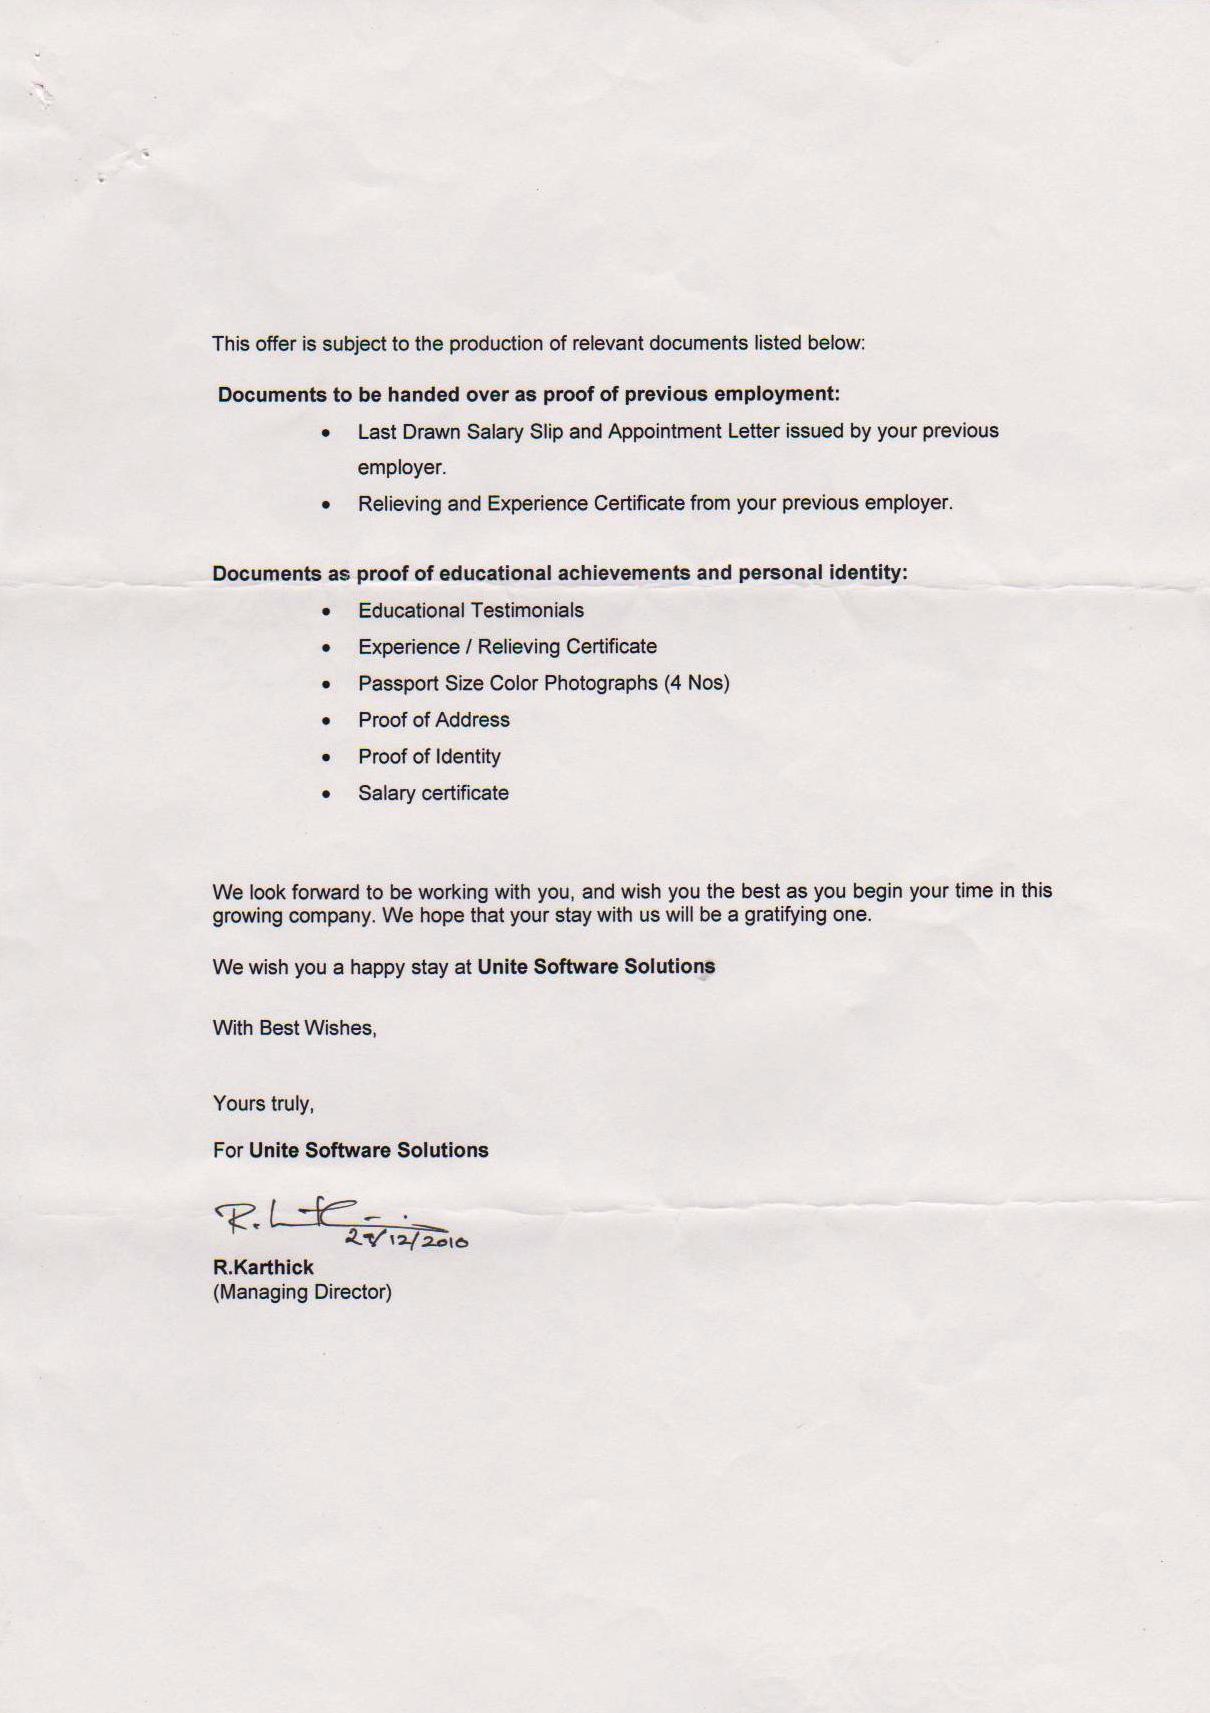 This offer is subject to the production of relevant documents listed below:
Documents to be handed over as proof of previous employment:
• Last Drawn Salary Slip and Appointment Letter issued by your previous
employer.
• Relieving and Experience Certificate from your previous employer.
Documents as proof of educational achievements and personal identity:
• Educational Testimonials
• Experience / Relieving Certificate
• Passport Size Color Photographs (4 Nos)
• Proof of Address
• Proof of Identity
• Salary certificate
We look forward to be working with you, and wish you the best as you begin your time in this
growing company. We hope that your stay with us will be a gratifying one.
We wish you a happy stay at Unite Software Solutions
With Best Wishes,
Yours truly,
For Unite Software Solutions
R.
/12/2010
R.Karthick
(Managing Director)